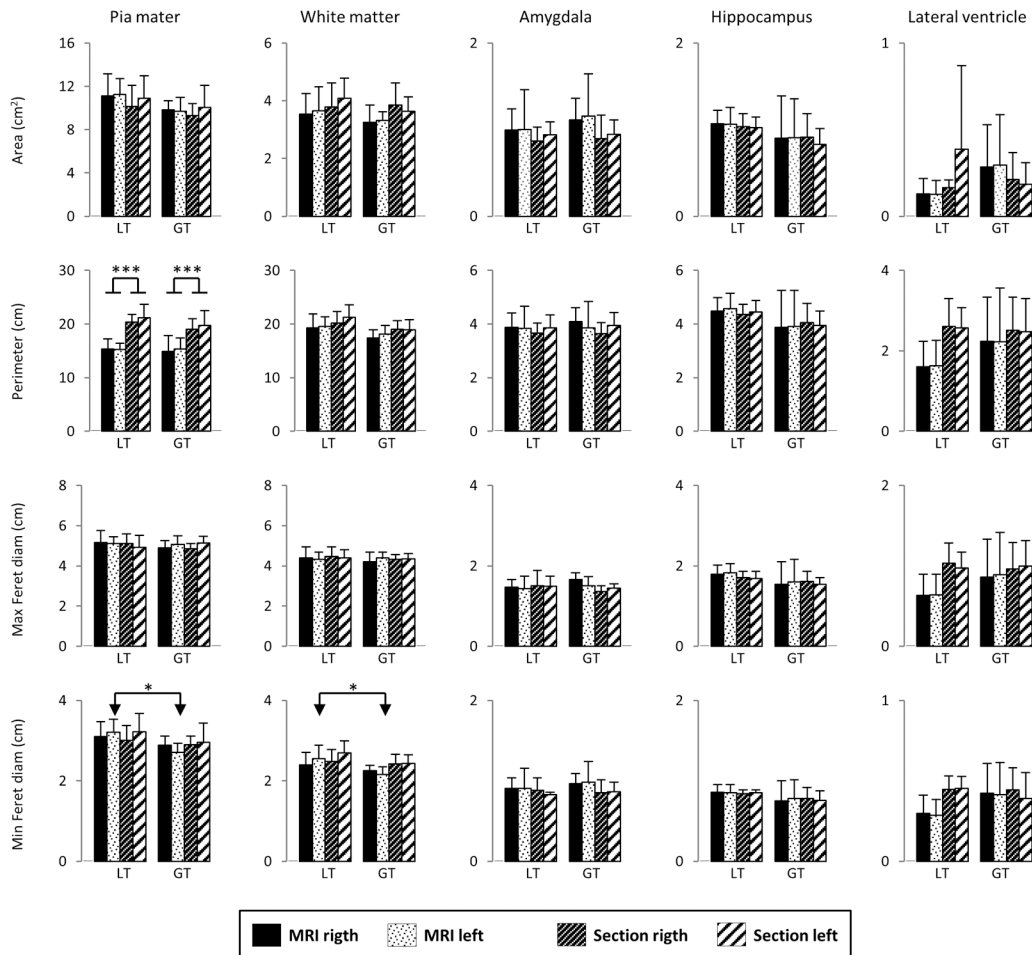 Pia mater White matter Amygdala Hippocampus Lateral ventricle
Area (cm²)
16 6 2 2 1
12
4
8
2
4
0 0 0 0 0
LT GT LT GT LT GT LT GT LT GT
Perimeter (cm)
30 30 6 6 4
*** ***
20 20 4 4
2
10 10 2 2
0 0 0 0 0
LT GT LT GT LT GT LT GT LT GT
Max Feret diam (cm)
8 8 4 4 2
6 6
4 4 2 2 1
2 2
0 0 0 0 0
LT GT LT GT LT GT LT GT LT GT
Min Feret diam (cm)
4 4 2 2 1
* *
2 2 1 1
0 0 0 0 0
LT GT LT GT LT GT LT GT LT GT
MRI rigth MRI left Section rigth Section left